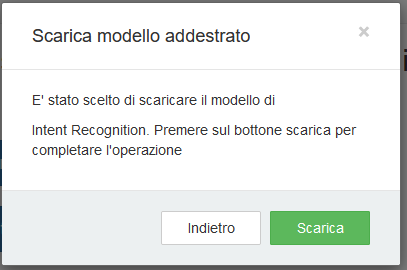 Scarica modello addestrato
×
E' stato scelto di scaricare il modello di
Intent Recognition. Premere sul bottone scarica per
completare l'operazione
Indietro
Scarica